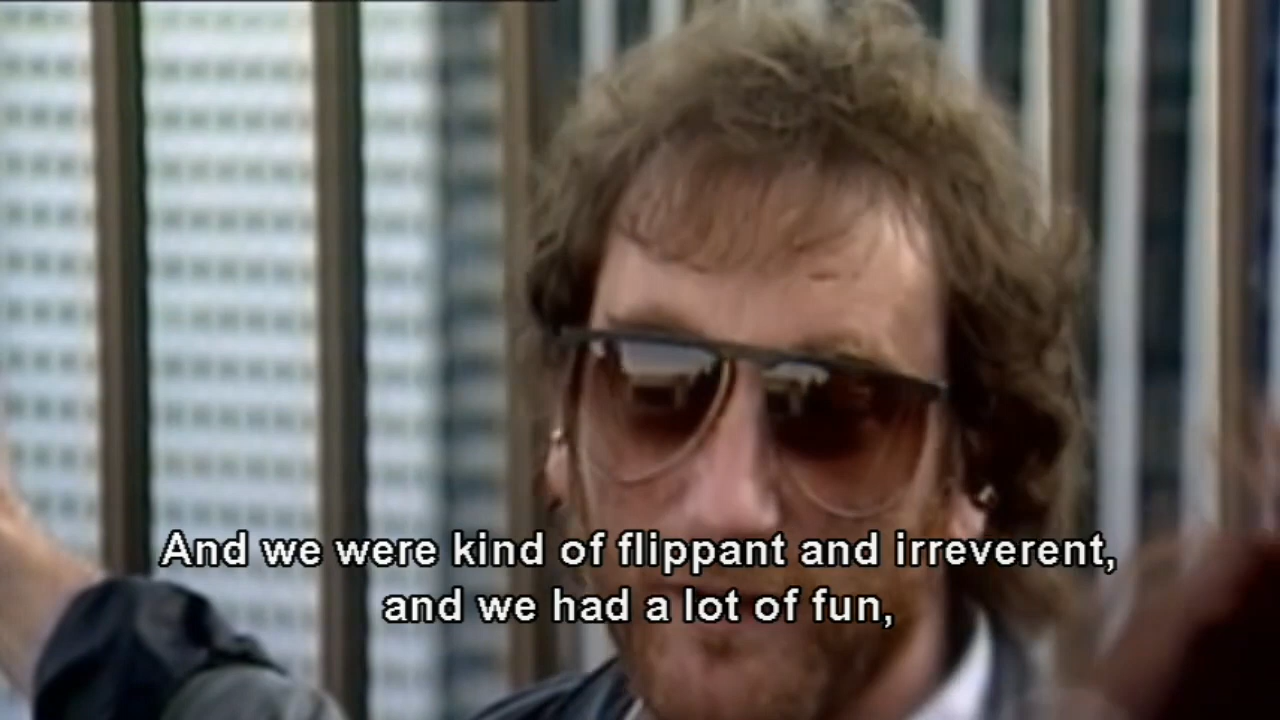 And we were kind of flippant and irreverent,
and we had a lot of fun,